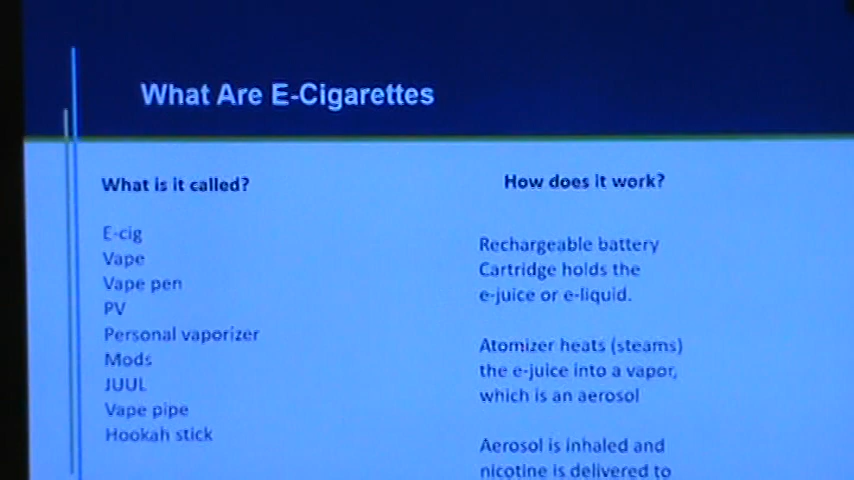 What Are E-Cigarettes
What is it called?
E-cig
Vape
Vape pen
PV
Personal vaporizer
Mods
JUUL
Vape pipe
Hookah stick
How does it work?
Rechargeable battery
Cartridge holds the
e-juice or e-liquid.
Atomizer heats (steams)
the e-juice into a vapor,
which is an aerosol
Aerosol is inhaled and
nicotine is delivered to